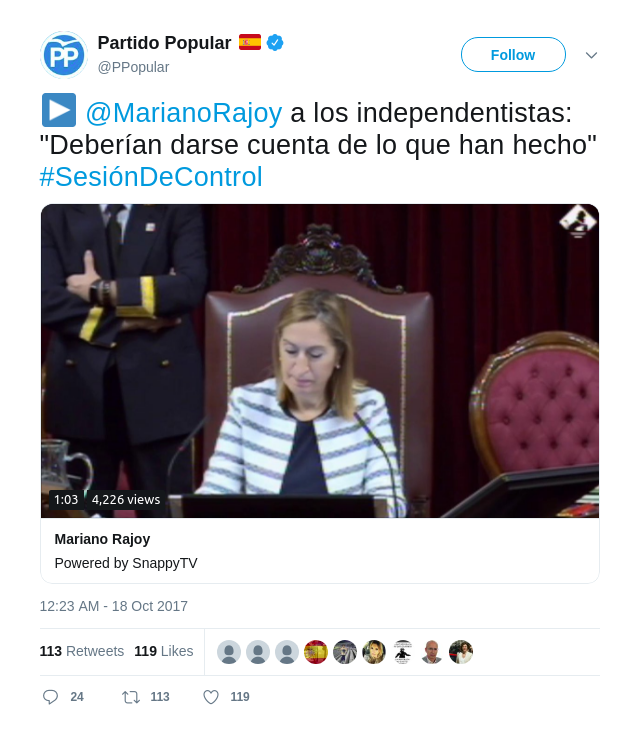 Partido Popular
@PPopular
Follow
PP
@MarianoRajoy a los independentistas:
"Deberían darse cuenta de lo que han hecho"
#SesiónDeControl
1:03 4,226 views
Mariano Rajoy
Powered by SnappyTV
12:23 AM - 18 Oct 2017
113 Retweets 119 Likes
24 113 119